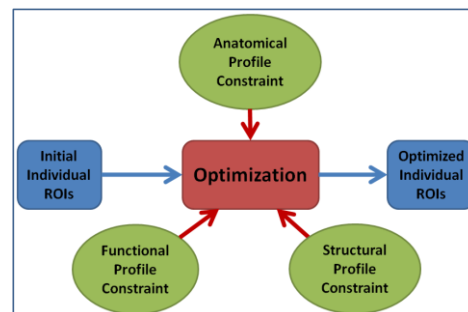 Anatomical
Profile
Constraint
Initial
Individual
ROIs
Optimization
Optimized
Individual
ROIs
Functional
Profile
Constraint
Structural
Profile
Constraint